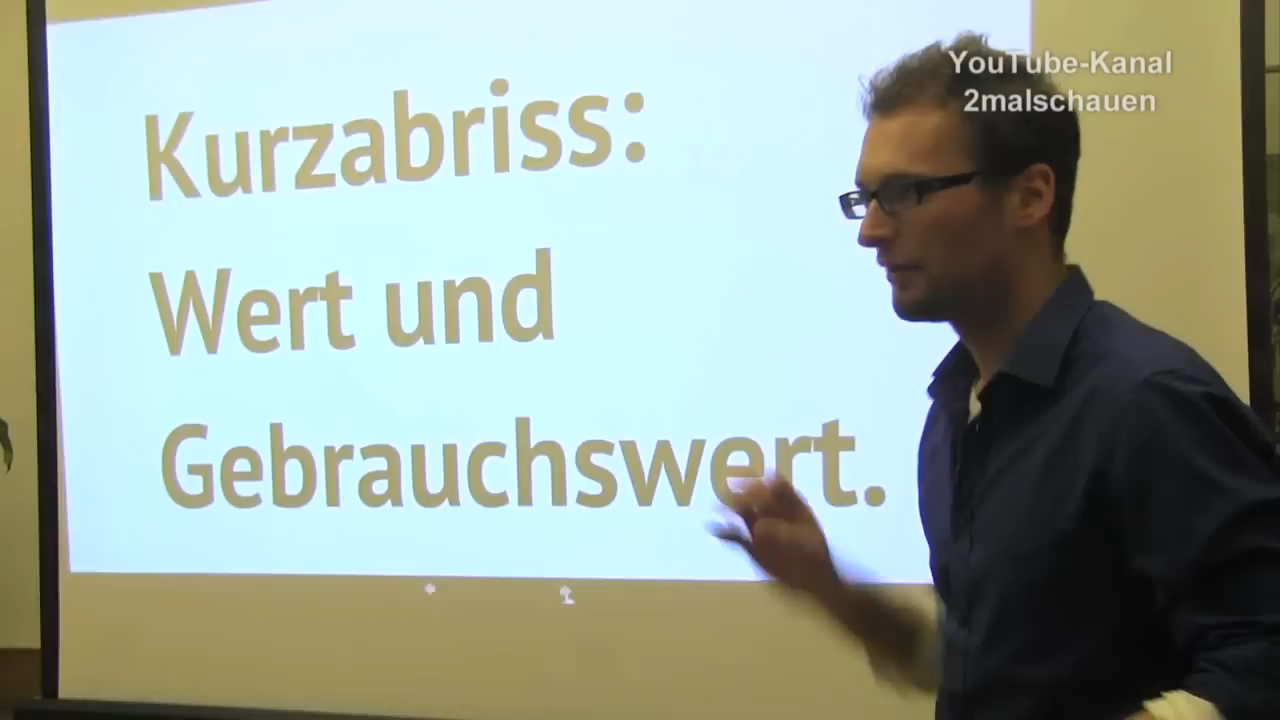 Kurzabriss:
Wert und
Gebrauchswert.
YouTube-Kanal
2malschauen